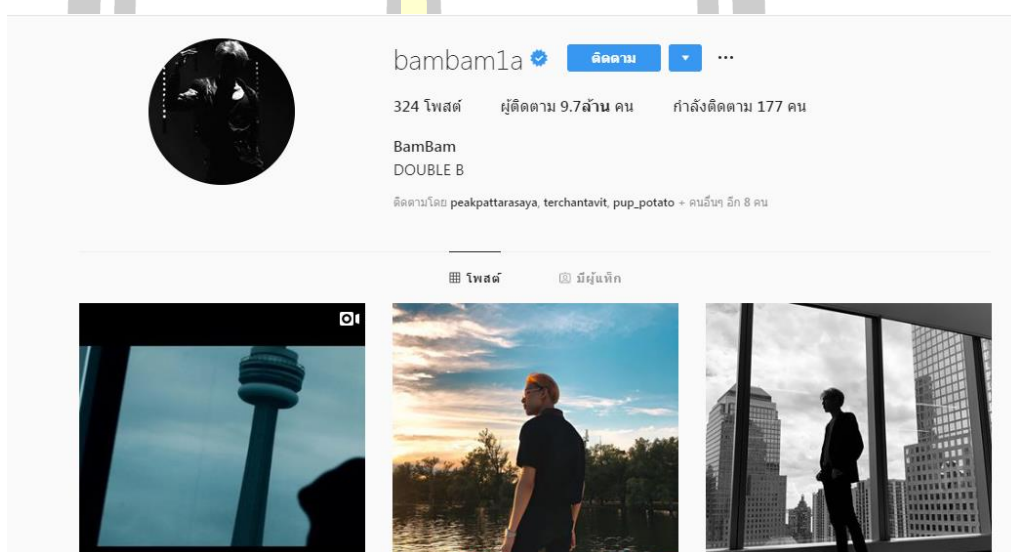 bambam1a ติดตาม
324 โพสต์ ผู้ติดตาม 9.7ล้าน คน กำลังติดตาม 177 คน
BamBam
DOUBLE B
ติดตามโดย peakpattarasaya, terchantavit, pup_potato + คนอื่นๆ อีก 8 คน
โพสต์ มีผู้แท็ก